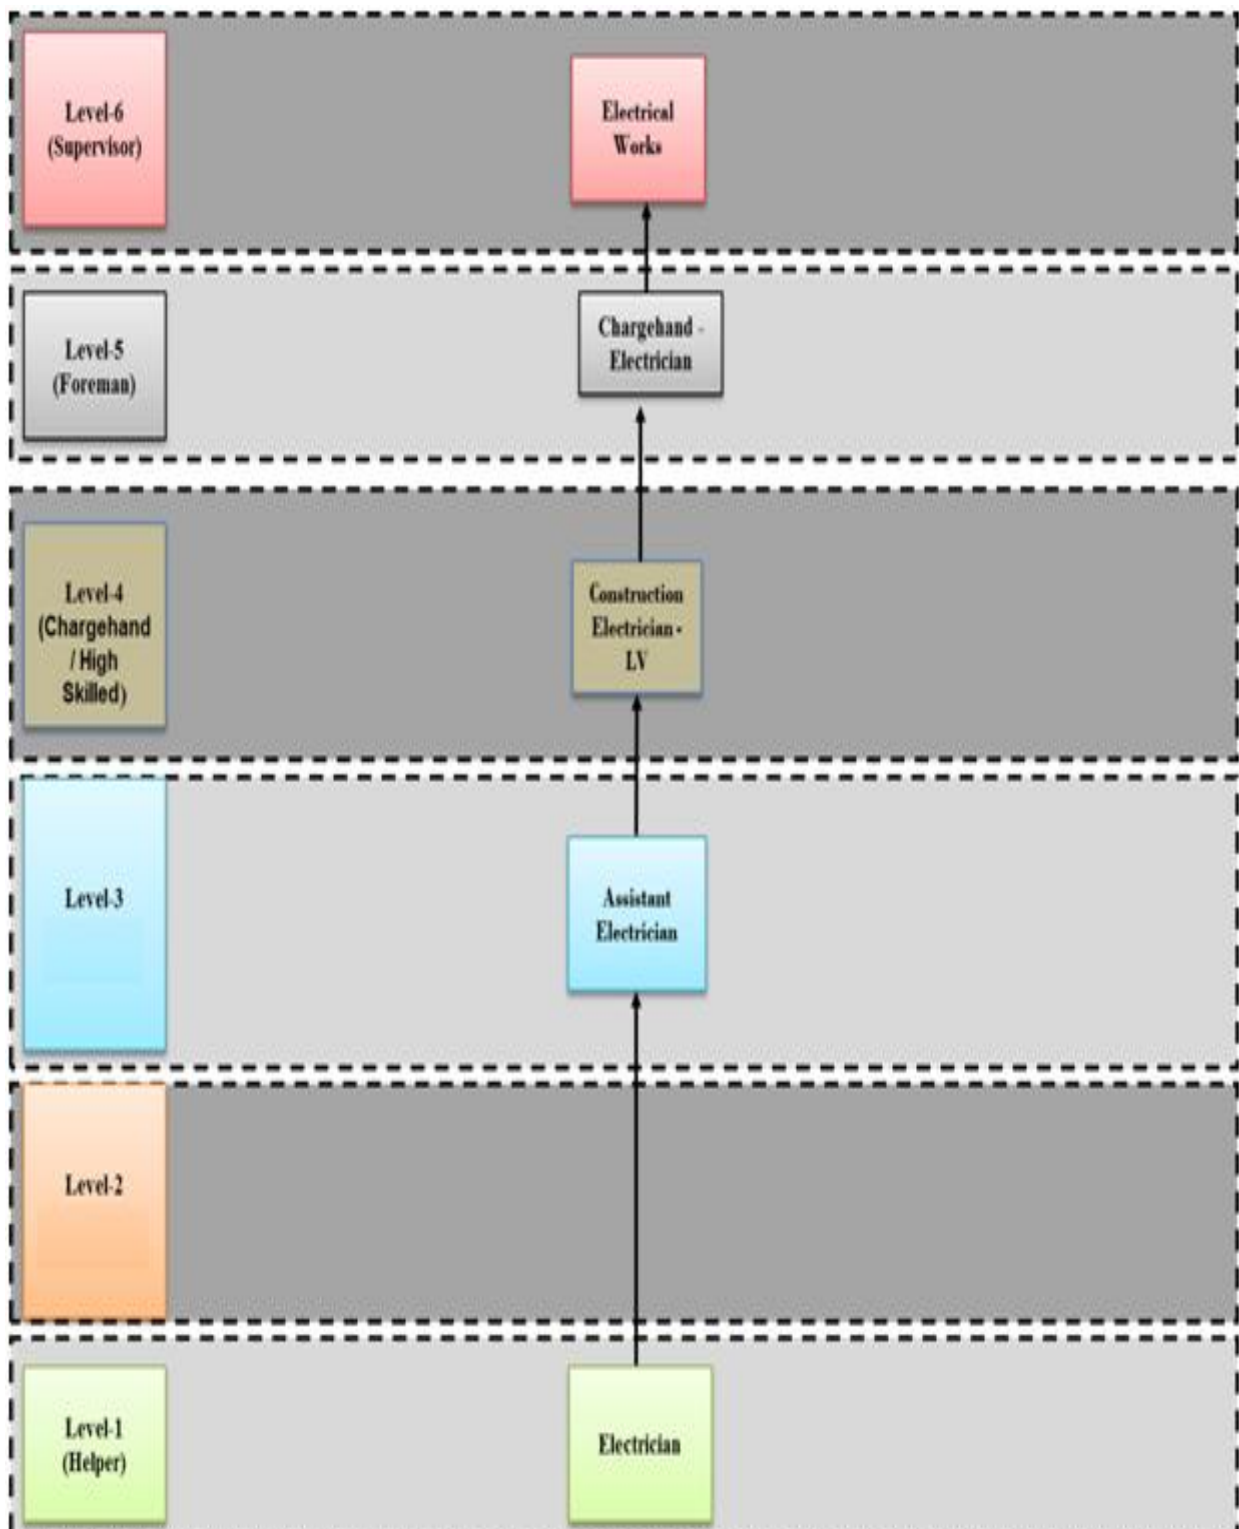 Level-6
(Supervisor)
Electrical
Works
Level-5
(Foreman)
Chargehand -
Electrician
Level-4
(Chargehand
/ High
Skilled)
Construction
Electrician -
LV
Level-3
Assistant
Electrician
Level-2
Level-1
(Helper)
Electrician